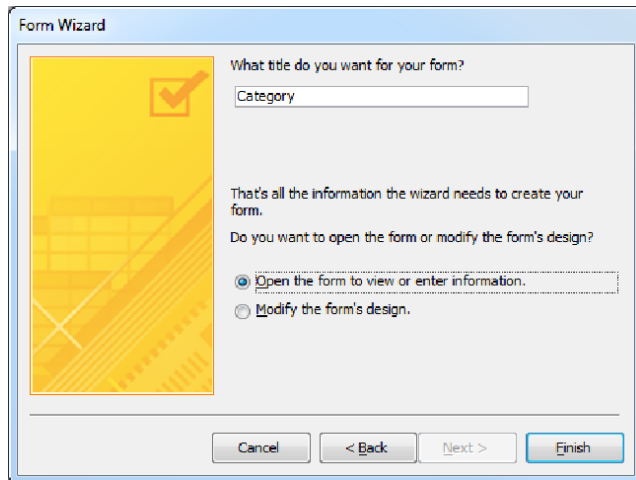 Form Wizard
What title do you want for your form?
Category
That's all the information the wizard needs to create your
form.
Do you want to open the form or modify the form's design?
Open the form to view or enter information.
Modify the form's design.
Cancel
< Back
Next >
Finish